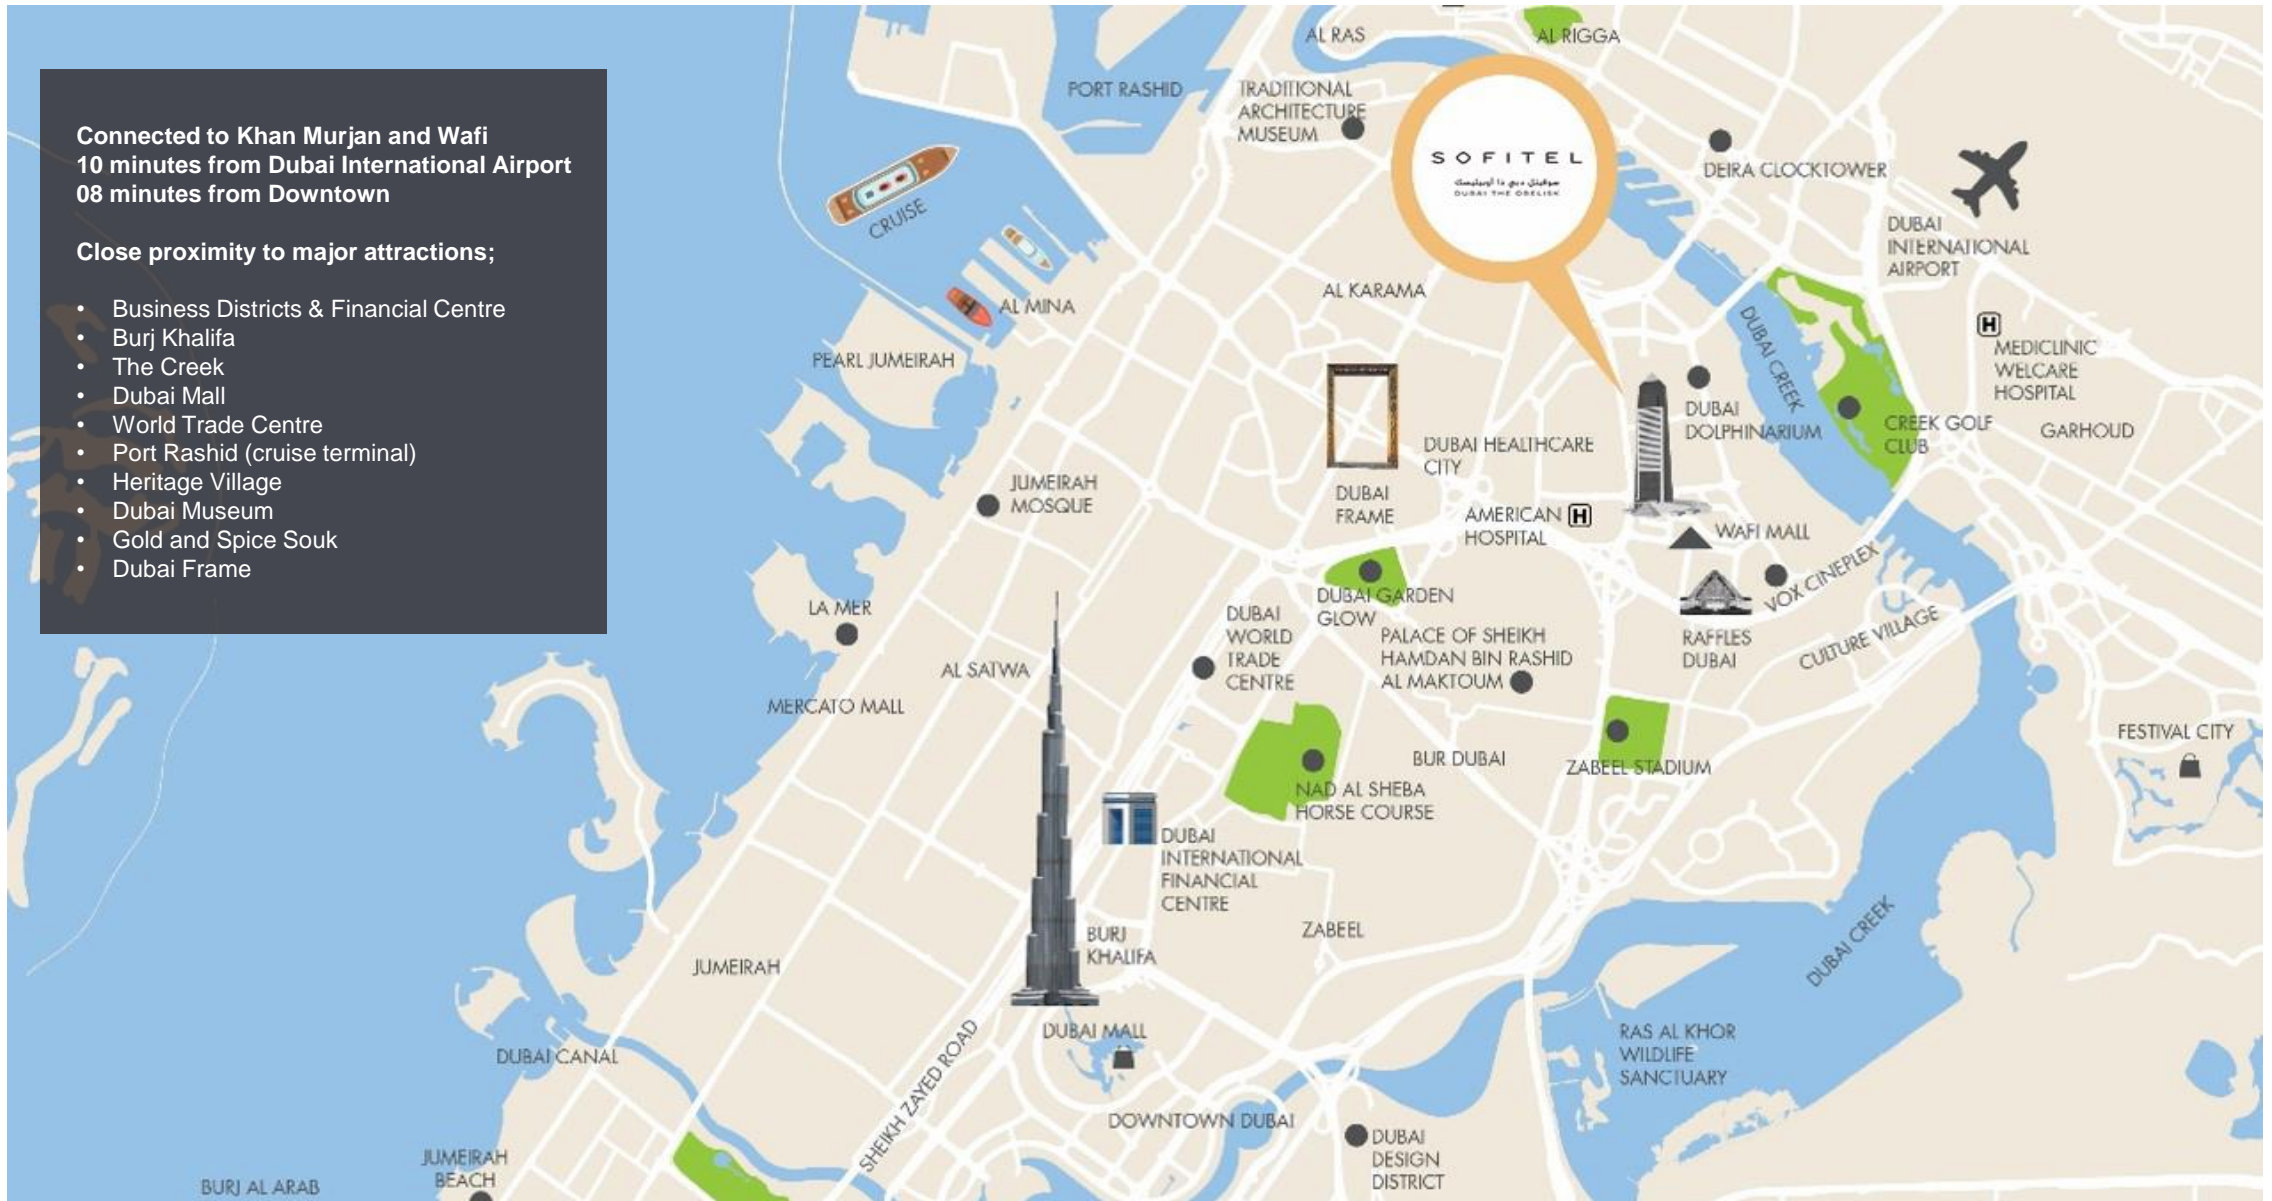 Connected to Khan Murjan and Wafi
10 minutes from Dubai International Airport
08 minutes from Downtown
Close proximity to major attractions;
• Business Districts & Financial Centre
• Burj Khalifa
• The Creek
• Dubai Mall
• World Trade Centre
• Port Rashid (cruise terminal)
• Heritage Village
• Dubai Museum
• Gold and Spice Souk
• Dubai Frame
AL RAS
AL RIGGA
PORT RASHID
TRADITIONAL
ARCHITECTURE
MUSEUM
SOFITEL
سوفيتل دبي ذا أوبيليسك
DUBAI THE OBELISK
DEIRA CLOCKTOWER
CRUISE
DUBAI
INTERNATIONAL
AIRPORT
AL KARAMA
AL MINA
DUBAI CREEK
MEDICLINIC
WELCARE
HOSPITAL
H
PEARL JUMEIRAH
DUBAI
DOLPHINARIUM
CREEK GOLF
CLUB
GARHOUD
DUBAI HEALTHCARE
CITY
JUMEIRAH
MOSQUE
DUBAI
FRAME
AMERICAN
HOSPITAL
H
WAFI MALL
VOX CINEPLEX
LA MER
DUBAI GARDEN
GLOW
DUBAI
WORLD
TRADE
CENTRE
PALACE OF SHEIKH
HAMDAN BIN RASHID
AL MAKTOUM
RAFFLES
DUBAI
CULTURE VILLAGE
AL SATWA
MERCATO MALL
FESTIVAL CITY
BUR DUBAI
ZABEEL STADIUM
NAD AL SHEBA
HORSE COURSE
DUBAI
INTERNATIONAL
FINANCIAL
CENTRE
ZABEEL
BURJ
KHALIFA
DUBAI CREEK
JUMEIRAH
DUBAI MALL
RAS AL KHOR
WILDLIFE
SANCTUARY
DUBAI CANAL
SHEIKH ZAYED ROAD
DOWNTOWN DUBAI
DUBAI
DESIGN
DISTRICT
JUMEIRAH
BEACH
BURJ AL ARAB